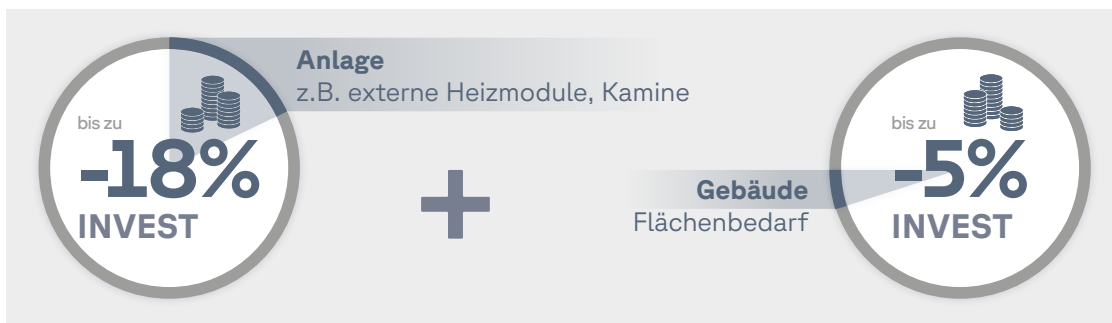 Anlage
z.B. externe Heizmodule, Kamine
bis zu
-18%
INVEST
+
Gebäude
Flächenbedarf
bis zu
-5%
INVEST